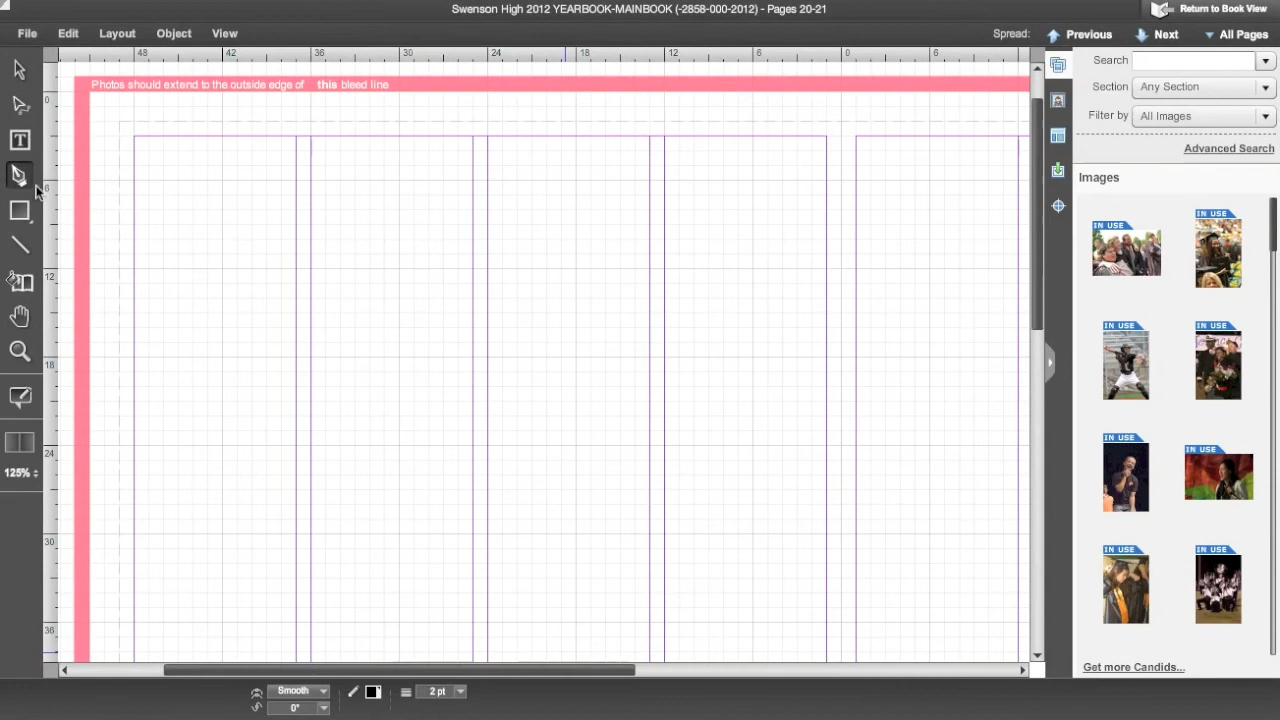 Swenson High 2012 YEARBOOK-MAINBOOK (-2858-000-2012) - Pages 20-21
Return to Book View
File Edit Layout Object View
Spread: Previous Next All Pages
48 42 36 30 24 18 12 6 0 6
Search
Photos should extend to the outside edge of this bleed line
Section Any Section
0
Filter by All Images
Advanced Search
Images
6
IN USE
IN USE
12
IN USE IN USE
18
IN USE
IN USE
24
125%
30
IN USE IN USE
36
Get more Candids...
Smooth 2 pt
0°